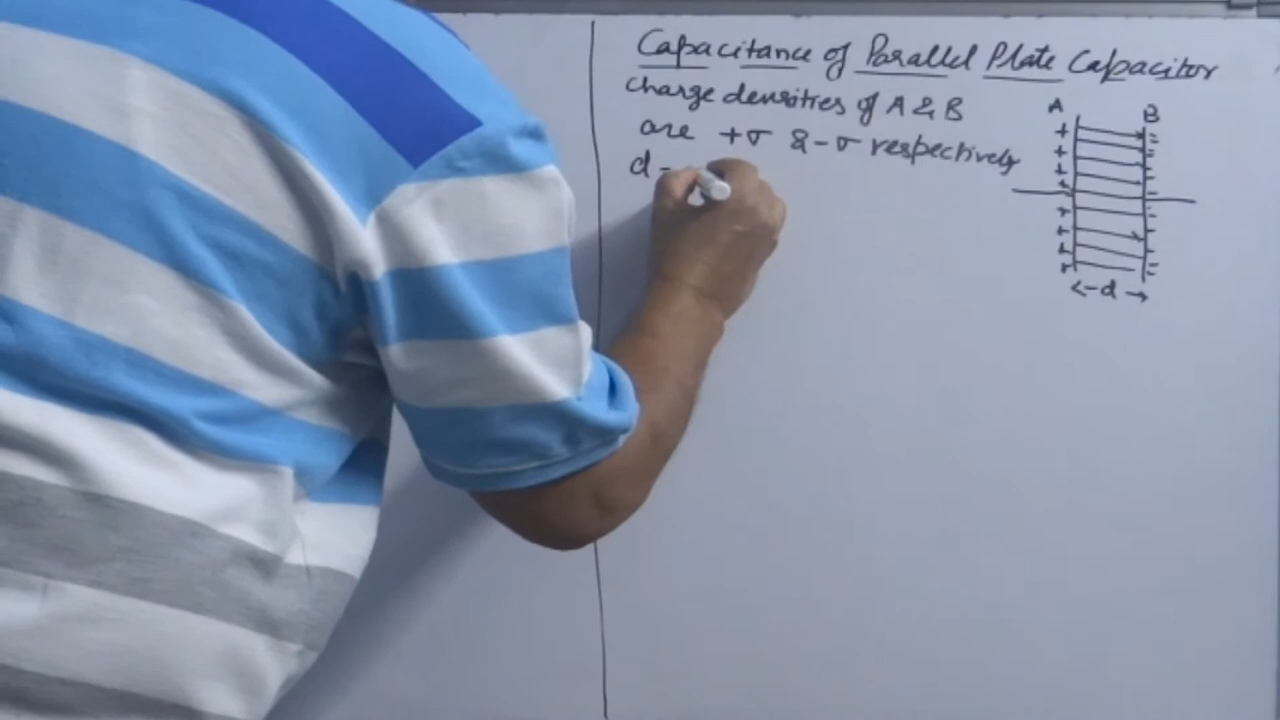 Capacitance of Parallel Plate Capacitor
Charge densities of A & B
are +σ & -σ respectively
d -
A B
d